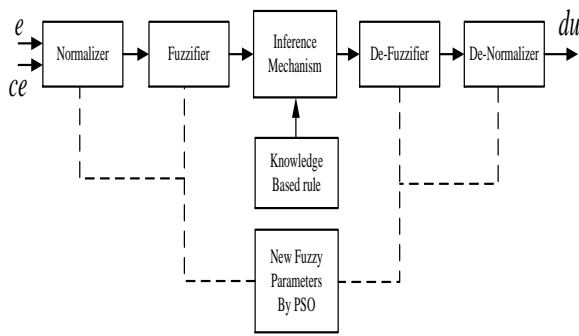 e
ce
Normalizer
Fuzzifier
Inference
Mechanism
De-Fuzzifier
De-Normalizer
du
Knowledge
Based rule
New Fuzzy
Parameters
By PSO